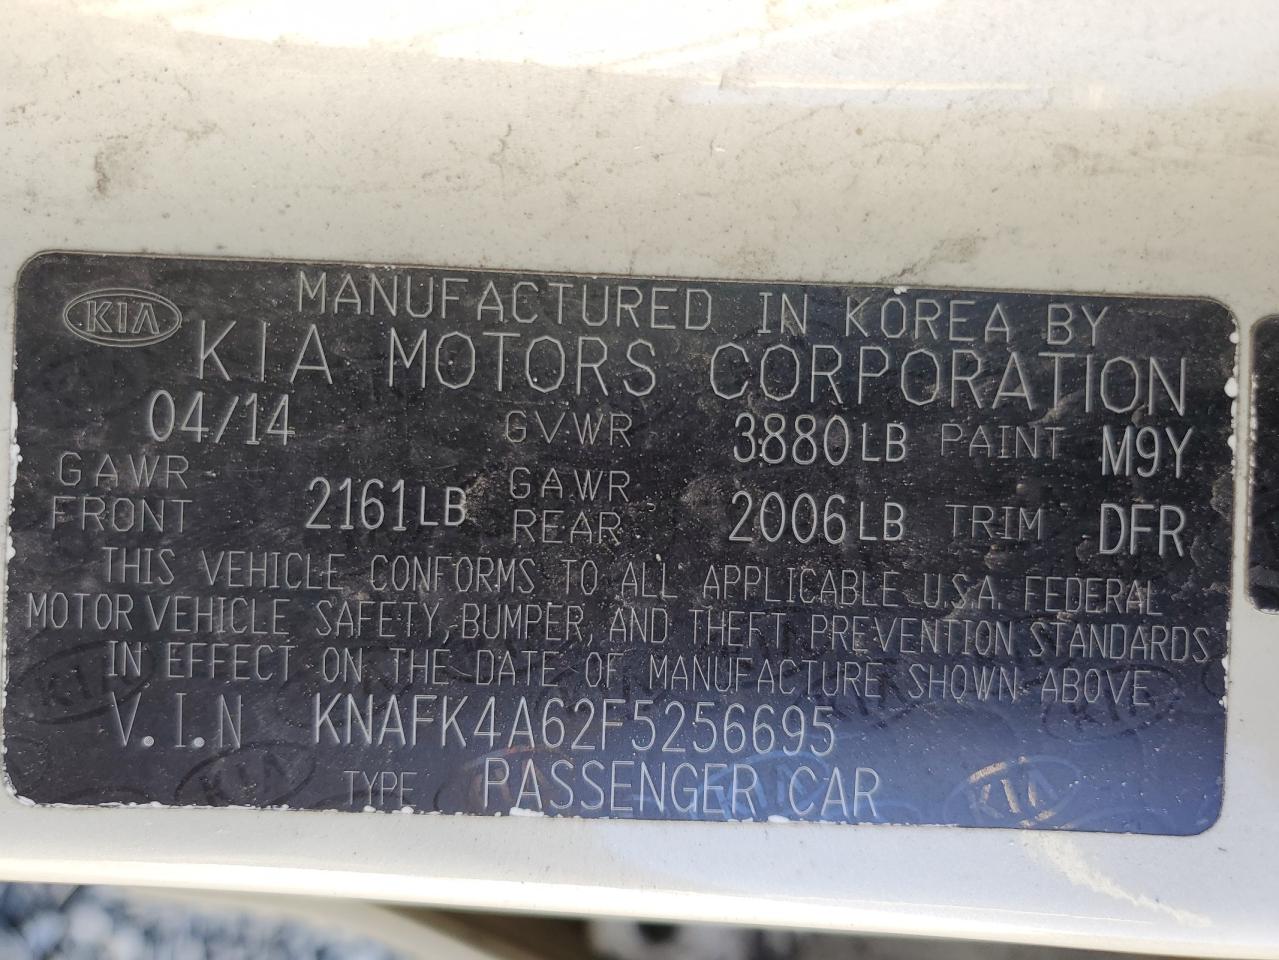 KIA
MANUFACTURED IN KOREA BY
KIA MOTORS CORPORATION
04/14 GVWR 3880LB PAINT M9Y
GAWR FRONT 2161LB GAWR REAR 2006LB TRIM DFR
THIS VEHICLE CONFORMS TO ALL APPLICABLE U.S.A. FEDERAL
MOTOR VEHICLE SAFETY, BUMPER, AND THEFT PREVENTION STANDARDS
IN EFFECT ON THE DATE OF MANUFACTURE SHOWN ABOVE
V.I.N KNAFK4A62F5256695
TYPE PASSENGER CAR